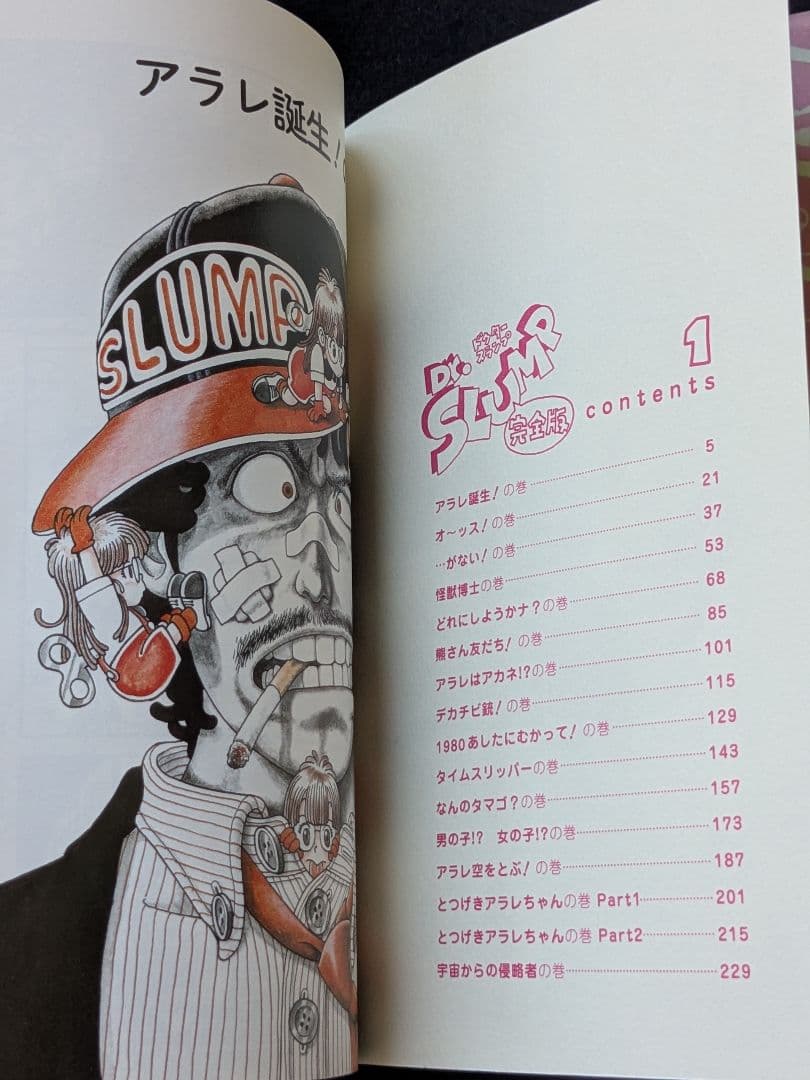 アラレ誕生!
SLUMP
Dr.
ドクター
スランプ
SLUMP
完全版
1
contents
アラレ誕生!の巻 5
オ〜ッス!の巻 21
…がない!の巻 37
怪獣博士の巻 53
どれにしようかナ?の巻 68
熊さん友だち!の巻 85
アラレはアカネ!?の巻 101
デカチビ銃!の巻 115
1980あしたにむかって!の巻 129
タイムスリッパーの巻 143
なんのタマゴ?の巻 157
男の子!? 女の子!?の巻 173
アラレ空をとぶ!の巻 187
とつげきアラレちゃんの巻 Part1 201
とつげきアラレちゃんの巻 Part2 215
宇宙からの侵略者の巻 229